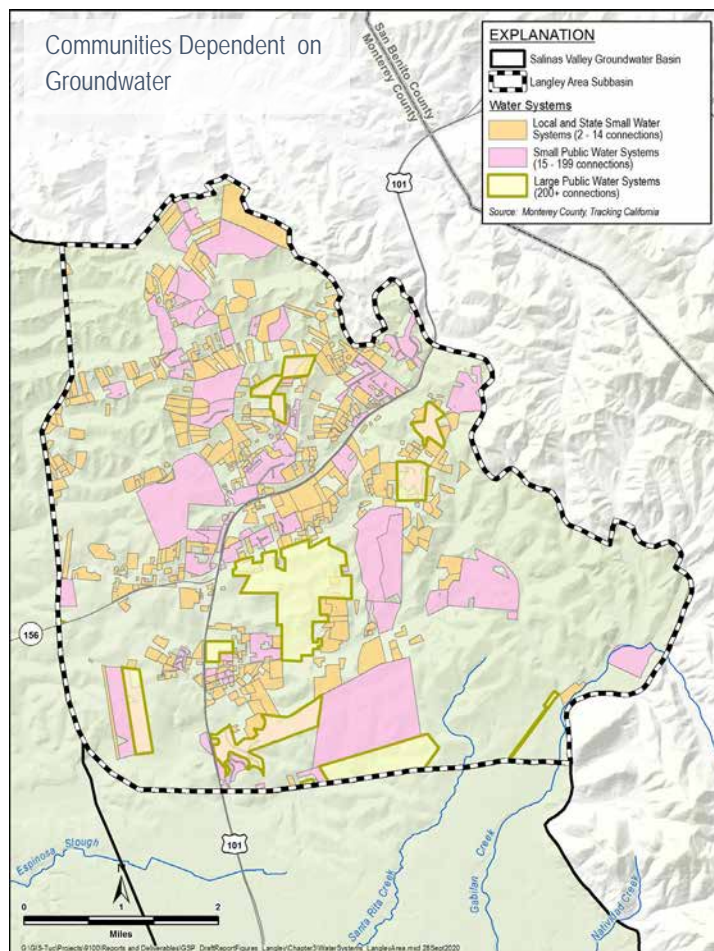 Communities Dependent on
Groundwater
San Benito County
Monterey County
EXPLANATION
Salinas Valley Groundwater Basin
Langley Area Subbasin
Water Systems
Local and State Small Water
Systems (2 - 14 connections)
Small Public Water Systems
(15 - 199 connections)
Large Public Water Systems
(200+ connections)
Source: Monterey County, Tracking California
101
156
101
Espinosa Slough
Santa Rita Creek
Gabilan Creek
Natividad Creek
0 1 2
Miles